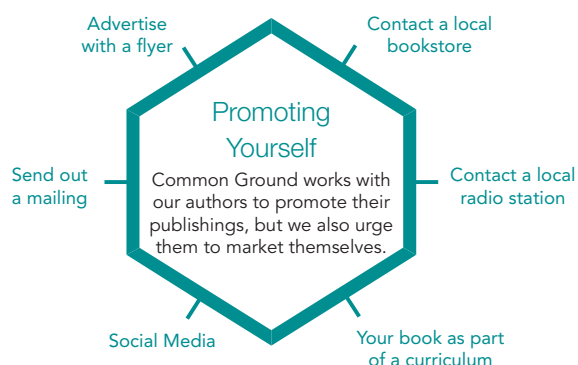 Advertise
with a flyer
Contact a local
bookstore
Promoting
Yourself
Common Ground works with
our authors to promote their
publishings, but we also urge
them to market themselves.
Send out
a mailing
Contact a local
radio station
Social Media
Your book as part
of a curriculum